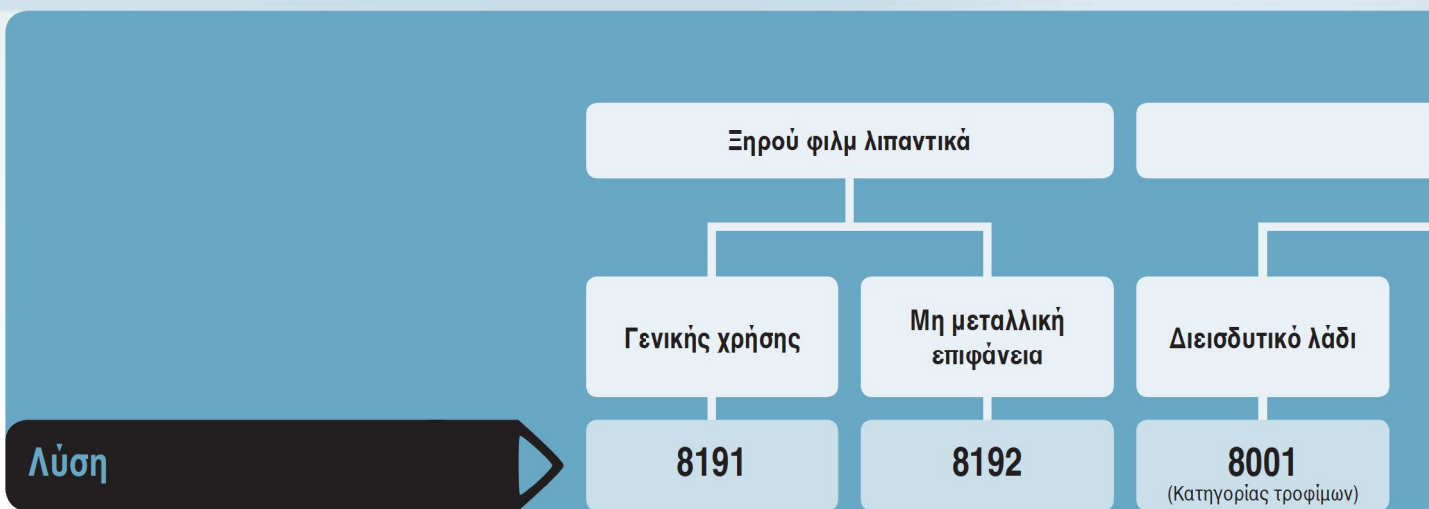 Ξηρού φιλμ λιπαντικά
Γενικής χρήσης
Μη μεταλλική
επιφάνεια
Διεισδυτικό λάδι
Λύση
8191
8192
8001
(Κατηγορίας τροφίμων)